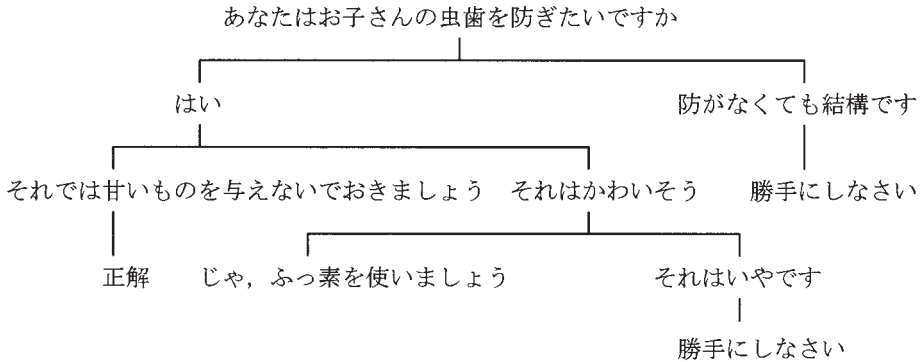 あなたはお子さんの虫歯を防ぎたいですか
はい
防がなくても結構です
それでは甘いものを与えないでおきましょう
それはかわいそう
勝手にしなさい
正解
じゃ，ふっ素を使いましょう
それはいやです
勝手にしなさい